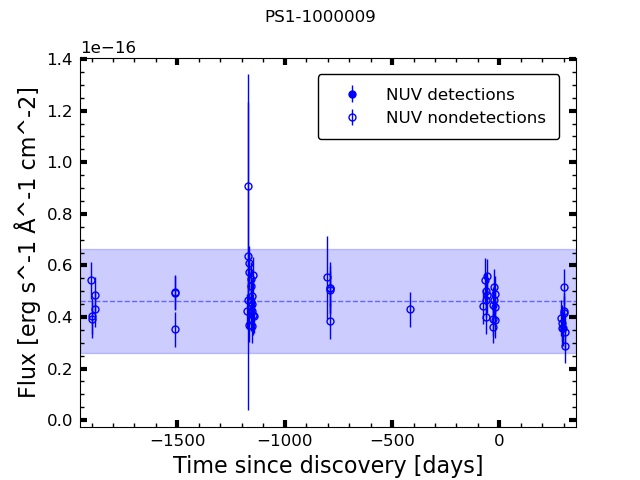 PS1-1000009
1e−16
1.4
1.2
1.0
0.8
0.6
0.4
0.2
0.0
Flux [erg s^-1 Å^-1 cm^-2]
NUV detections
NUV nondetections
−1500
−1000
−500
0
Time since discovery [days]